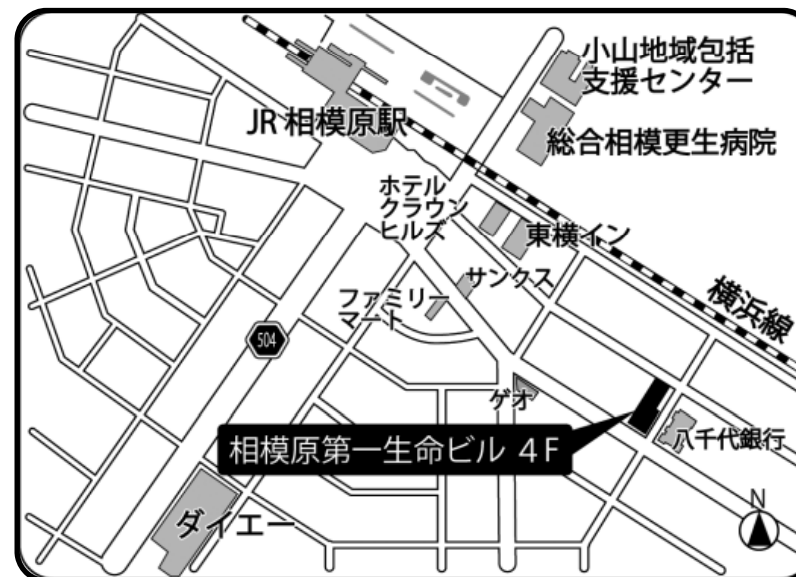 小山地域包括
支援センター
JR 相模原駅
総合相模更生病院
ホテル
クラウン
ヒルズ
東横イン
サンクス
横浜線
ファミリー
マート
504
ゲオ
相模原第一生命ビル 4F
八千代銀行
ダイエー
N